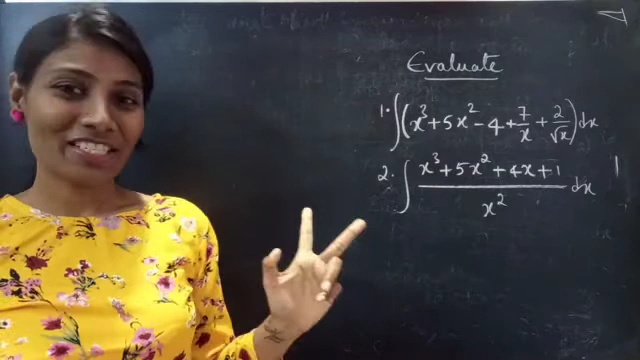 Evaluate
1. ∫(x³+5x²-4+7/x+2/√x)dx
2. ∫ x³+5x²+4x+1 / x² dx